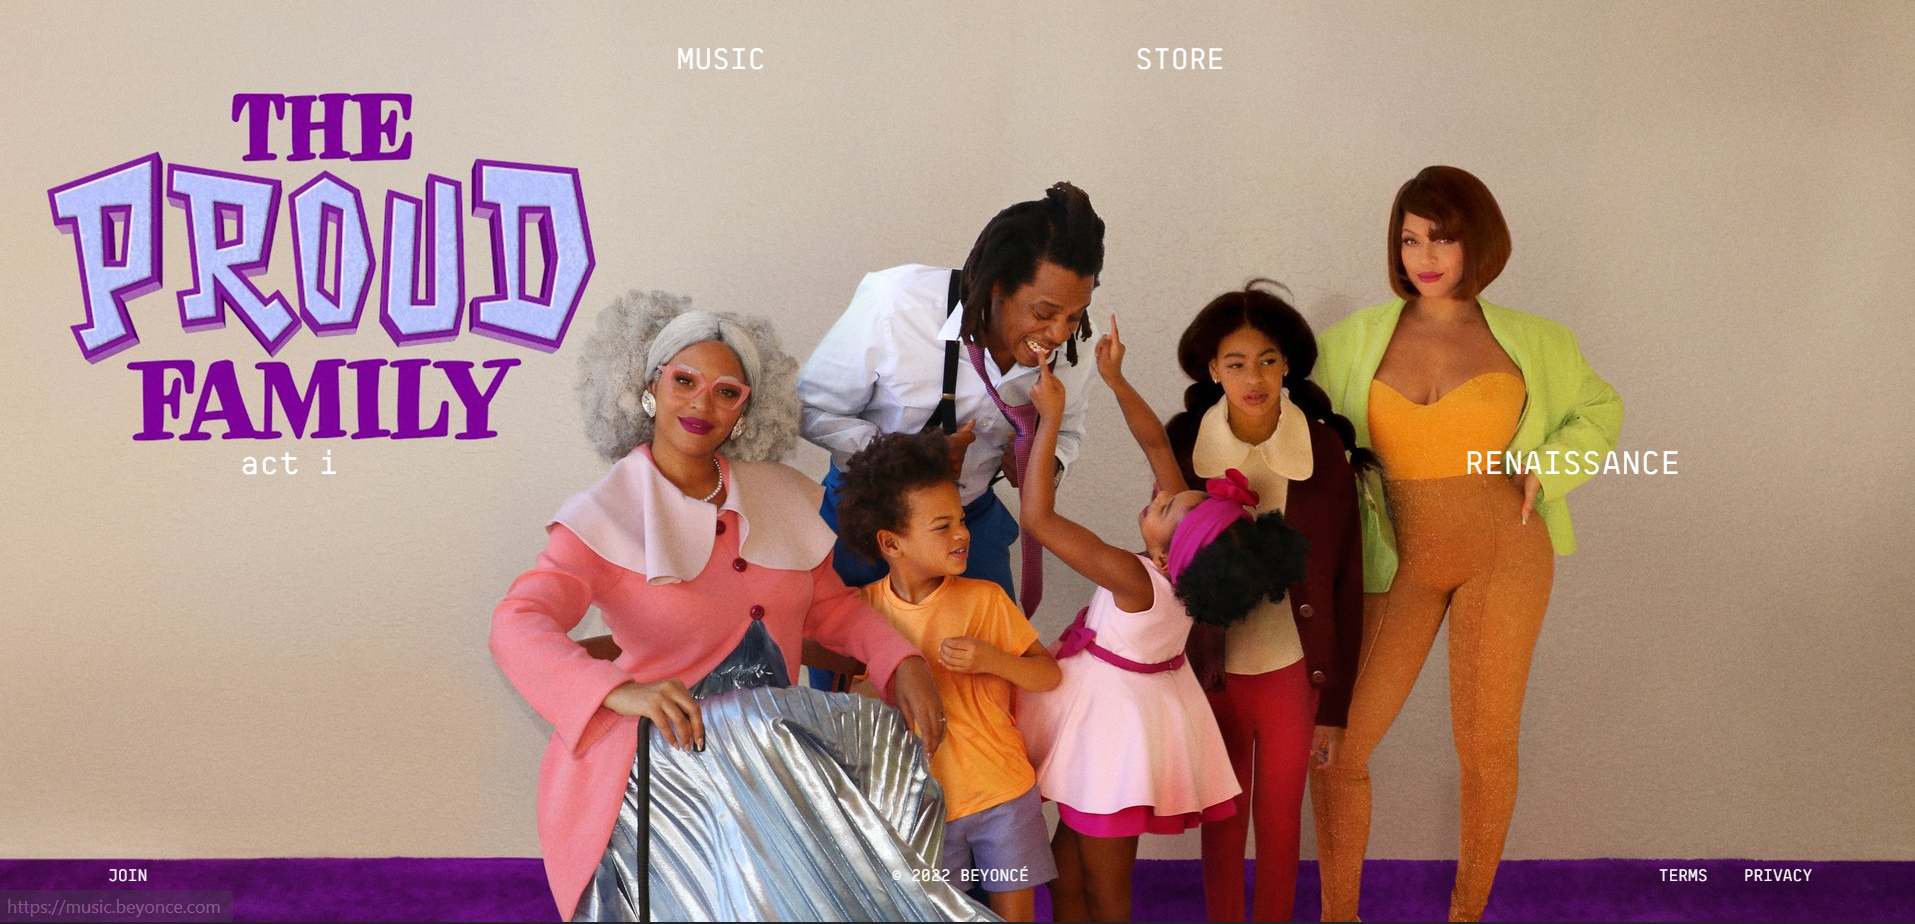 MUSIC
STORE
THE
PROUD
FAMILY
act i
RENAISSANCE
JOIN
© 2022 BEYONCÉ
TERMS
PRIVACY
https://music.beyonce.com